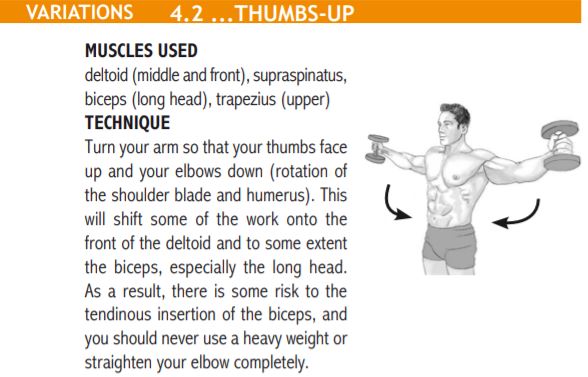 VARIATIONS 4.2 ...THUMBS-UP
MUSCLES USED
deltoid (middle and front), supraspinatus,
biceps (long head), trapezius (upper)
TECHNIQUE
Turn your arm so that your thumbs face
up and your elbows down (rotation of
the shoulder blade and humerus). This
will shift some of the work onto the
front of the deltoid and to some extent
the biceps, especially the long head.
As a result, there is some risk to the
tendinous insertion of the biceps, and
you should never use a heavy weight or
straighten your elbow completely.